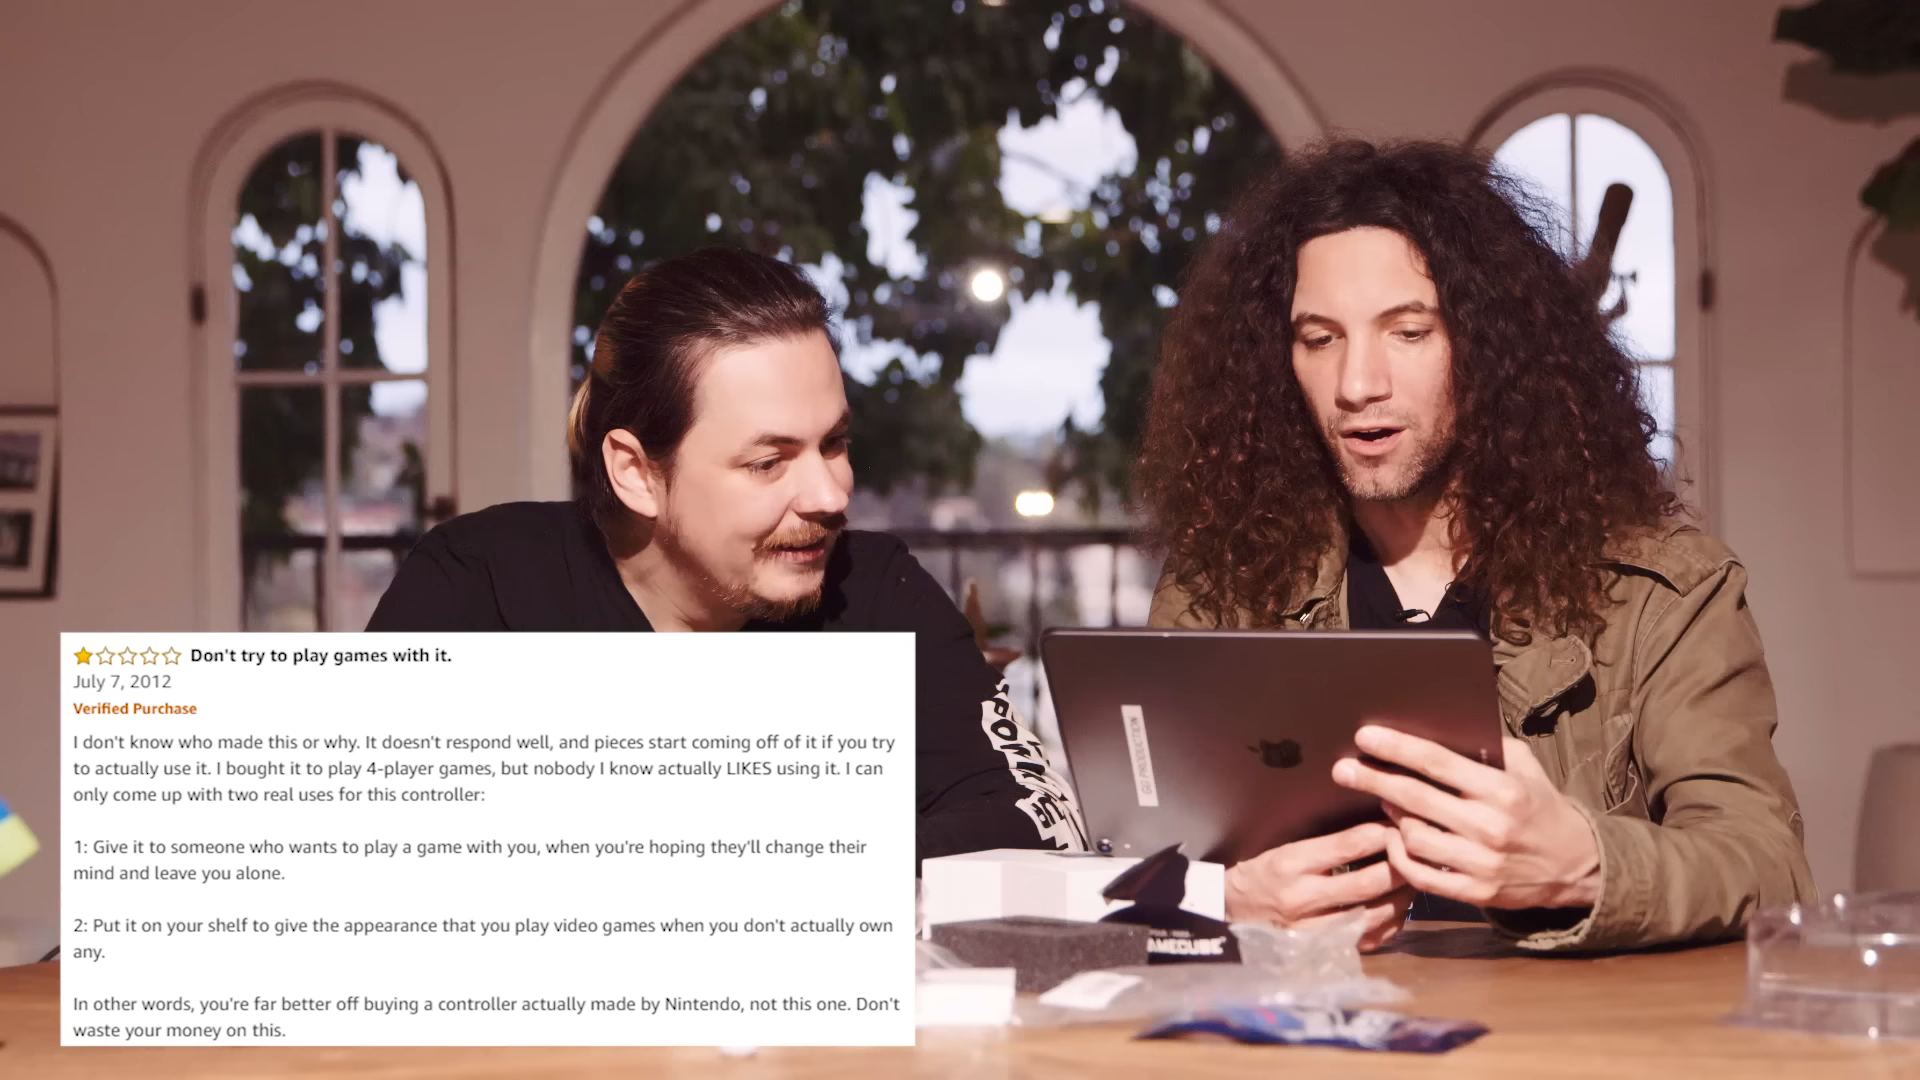 Don't try to play games with it.
July 7, 2012
Verified Purchase
I don't know who made this or why. It doesn't respond well, and pieces start coming off of it if you try
to actually use it. I bought it to play 4-player games, but nobody I know actually LIKES using it. I can
only come up with two real uses for this controller:
1: Give it to someone who wants to play a game with you, when you're hoping they'll change their
mind and leave you alone.
2: Put it on your shelf to give the appearance that you play video games when you don't actually own
any.
In other words, you're far better off buying a controller actually made by Nintendo, not this one. Don't
waste your money on this.
GG PRODUCTION
AMECUBE